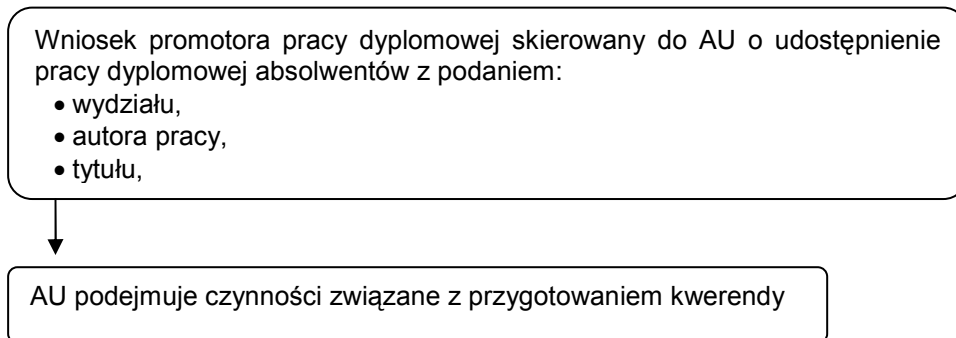 Wniosek promotora pracy dyplomowej skierowany do AU o udostępnienie
pracy dyplomowej absolwentów z podaniem:
• wydziału,
• autora pracy,
• tytułu,
AU podejmuje czynności związane z przygotowaniem kwerendy